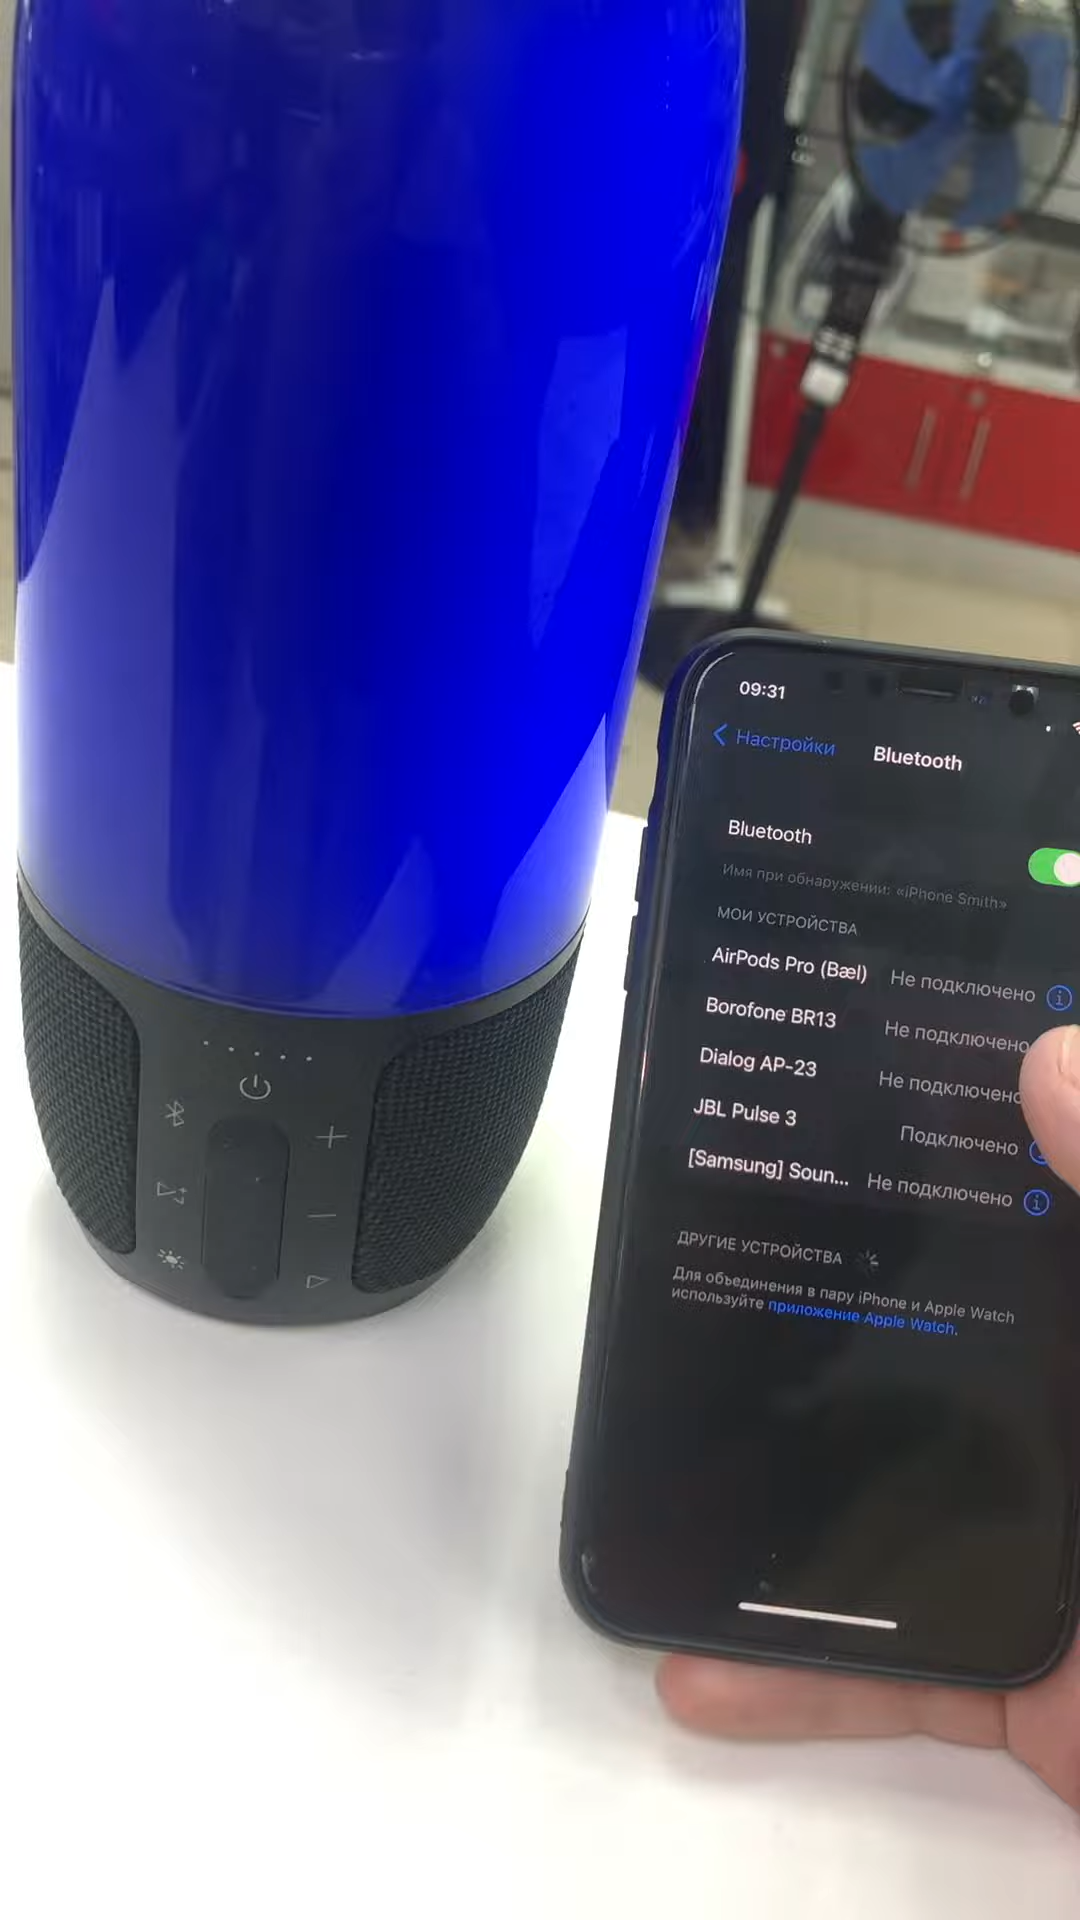 09:31
Настройки
Bluetooth
Bluetooth
Имя при обнаружении: «iPhone Smith»
МОИ УСТРОЙСТВА
AirPods Pro (Bæl) Не подключено
Borofone BR13 Не подключено
Dialog AP-23 Не подключено
JBL Pulse 3 Подключено
[Samsung] Soun... Не подключено
ДРУГИЕ УСТРОЙСТВА
Для объединения в пару iPhone и Apple Watch
используйте приложение Apple Watch.